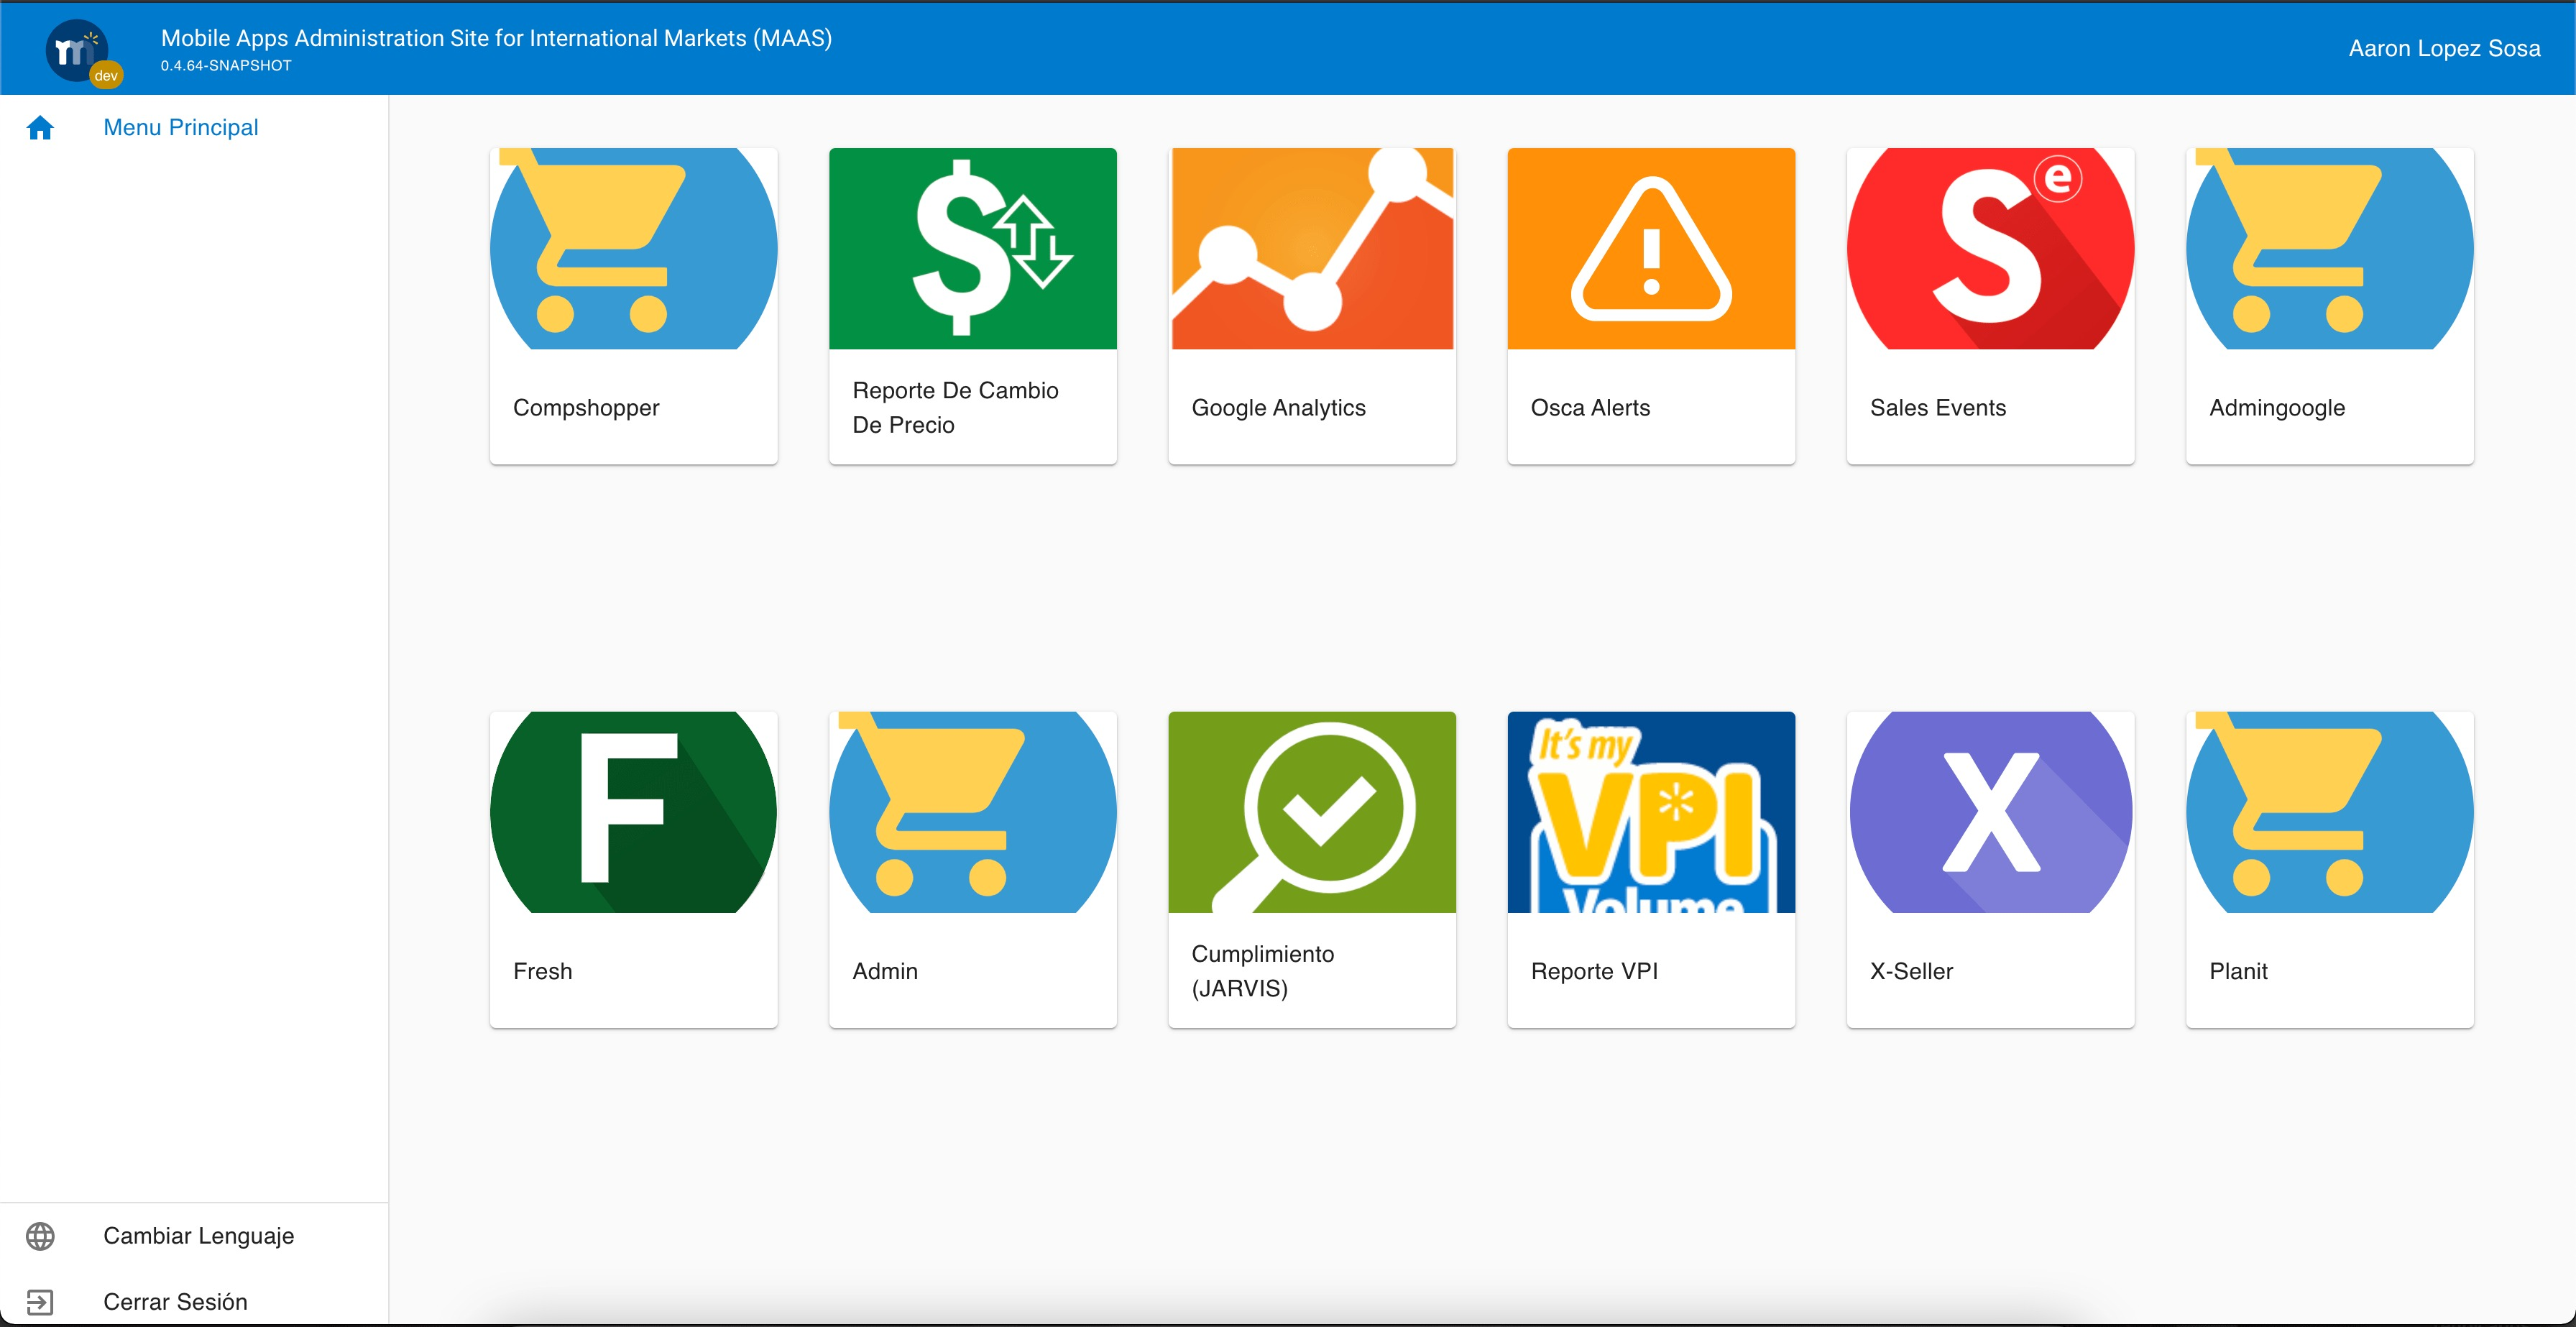 m
dev
Mobile Apps Administration Site for International Markets (MAAS)
0.4.64-SNAPSHOT
Aaron Lopez Sosa
Menu Principal
$
!
S e
Compshopper
Reporte De Cambio
De Precio
Google Analytics
Osca Alerts
Sales Events
Admingoogle
F
It's my
VPI
Volume
X
Fresh
Admin
Cumplimiento
(JARVIS)
Reporte VPI
X-Seller
Planit
Cambiar Lenguaje
Cerrar Sesión